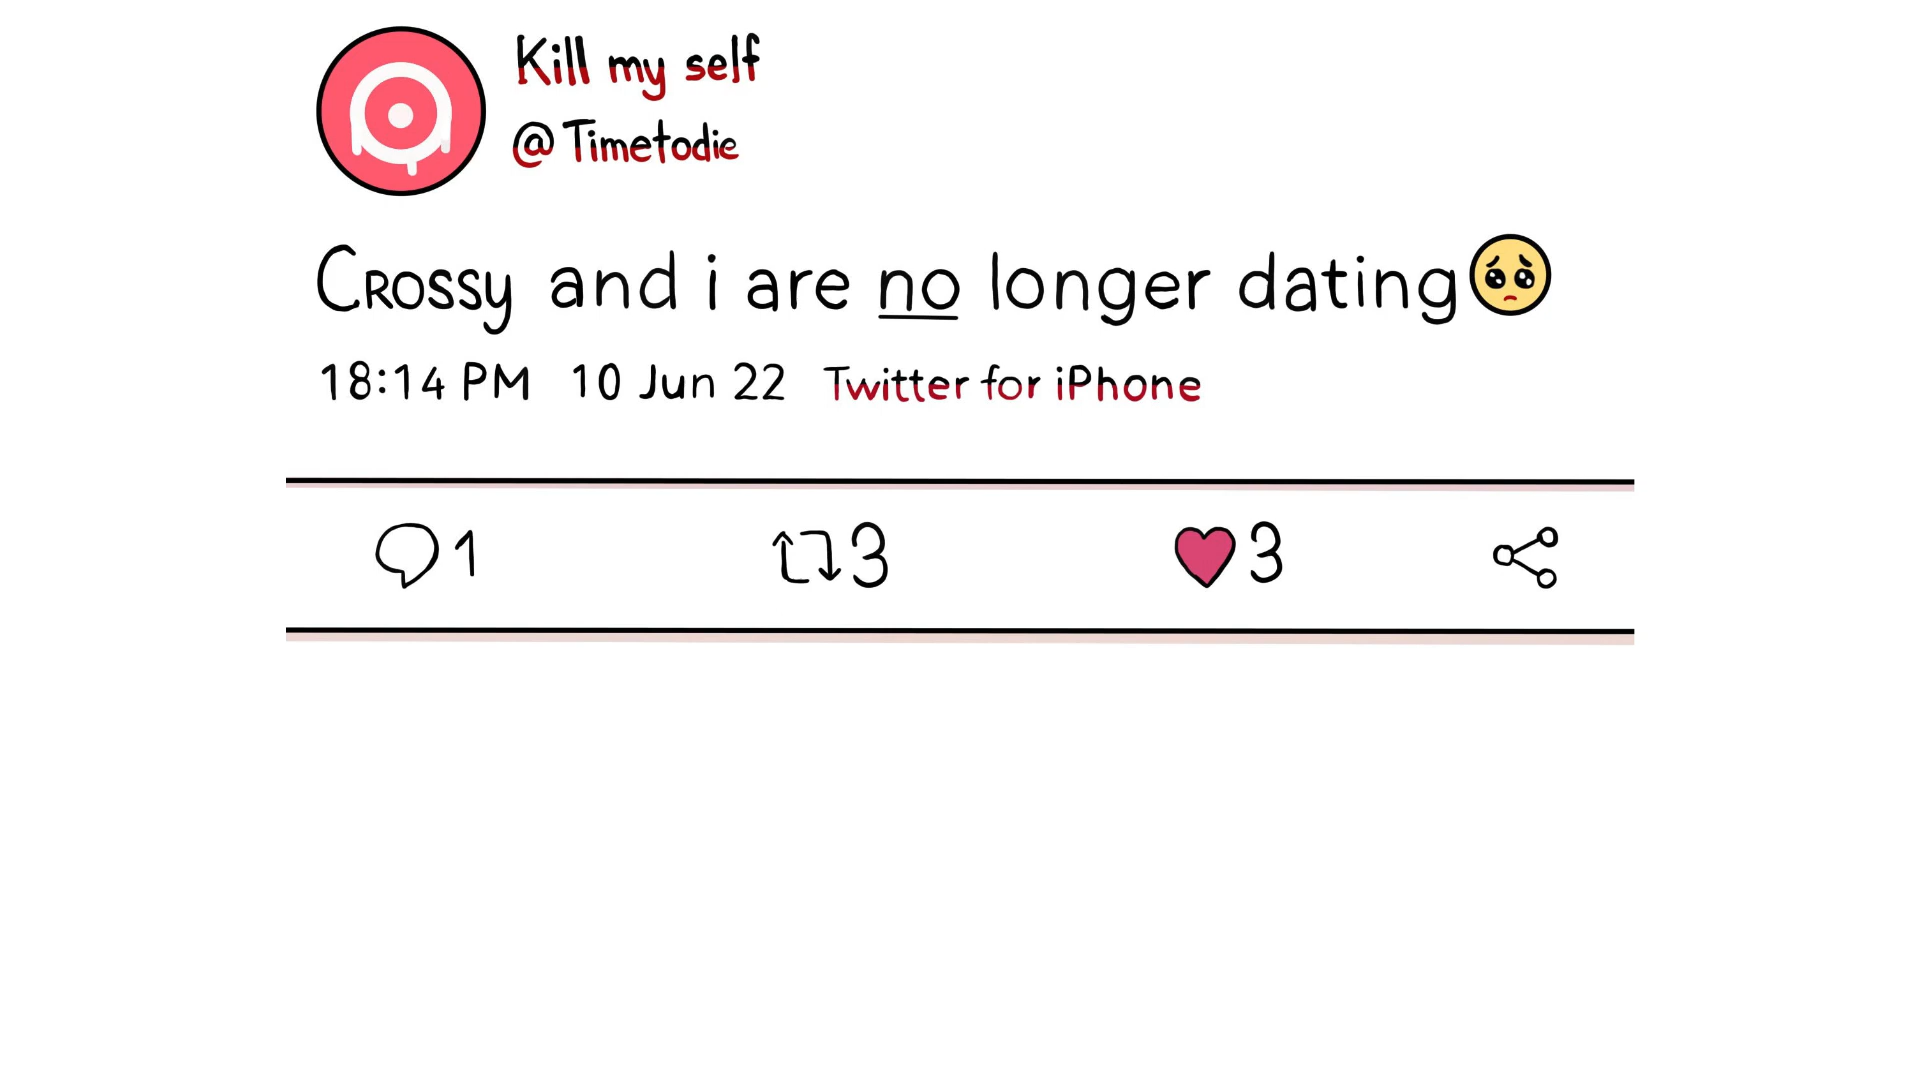 Kill my self
@Timetodie
Crossy and i are no longer dating🥺
18:14 PM 10 Jun 22 Twitter for iPhone
1 3 3